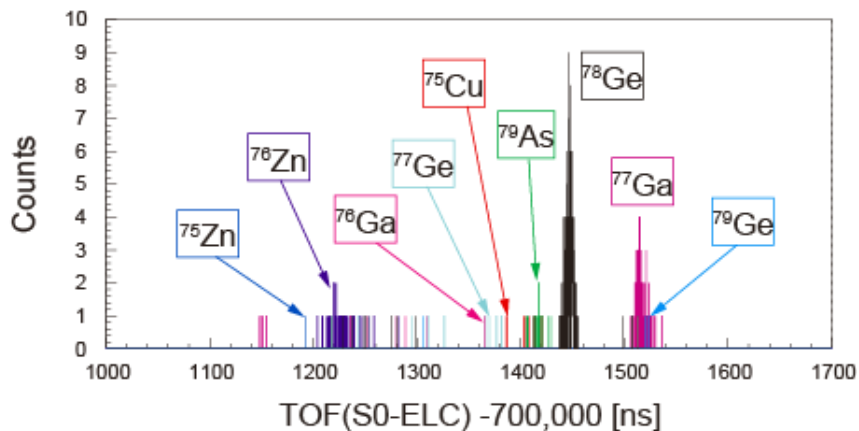 10
9
8
7
6
5
4
3
2
1
0
Counts
⁷⁵Zn
⁷⁶Zn
⁷⁶Ga
⁷⁷Ge
⁷⁵Cu
⁷⁹As
⁷⁸Ge
⁷⁷Ga
⁷⁹Ge
1000 1100 1200 1300 1400 1500 1600 1700
TOF(S0-ELC) -700,000 [ns]